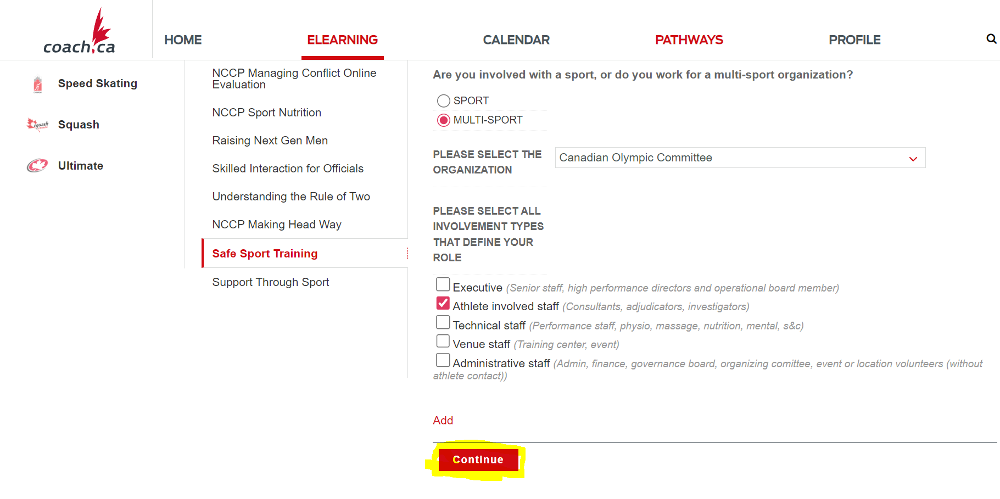 coach.ca
HOME
ELEARNING
CALENDAR
PATHWAYS
PROFILE
Speed Skating
squash
Squash
Ultimate
NCCP Managing Conflict Online
Evaluation
NCCP Sport Nutrition
Raising Next Gen Men
Skilled Interaction for Officials
Understanding the Rule of Two
NCCP Making Head Way
Safe Sport Training
Support Through Sport
Are you involved with a sport, or do you work for a multi-sport organization?
SPORT
MULTI-SPORT
PLEASE SELECT THE
ORGANIZATION
Canadian Olympic Committee
PLEASE SELECT ALL
INVOLVEMENT TYPES
THAT DEFINE YOUR
ROLE
Executive (Senior staff, high performance directors and operational board member)
Athlete involved staff (Consultants, adjudicators, investigators)
Technical staff (Performance staff, physio, massage, nutrition, mental, s&c)
Venue staff (Training center, event)
Administrative staff (Admin, finance, governance board, organizing comittee, event or location volunteers (without
athlete contact))
Add
Continue